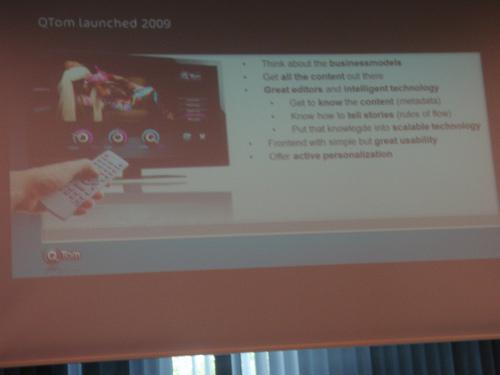 QTom launched 2009
• Think about the businessmodels
• Get all the content out there
• Great editors and intelligent technology
• Get to know the content (metadata)
• Know how to tell stories (rules of flow)
• Put that knowlegde into scalable technology
• Frontend with simple but great usability
• Offer active personalization
QTom
QTom